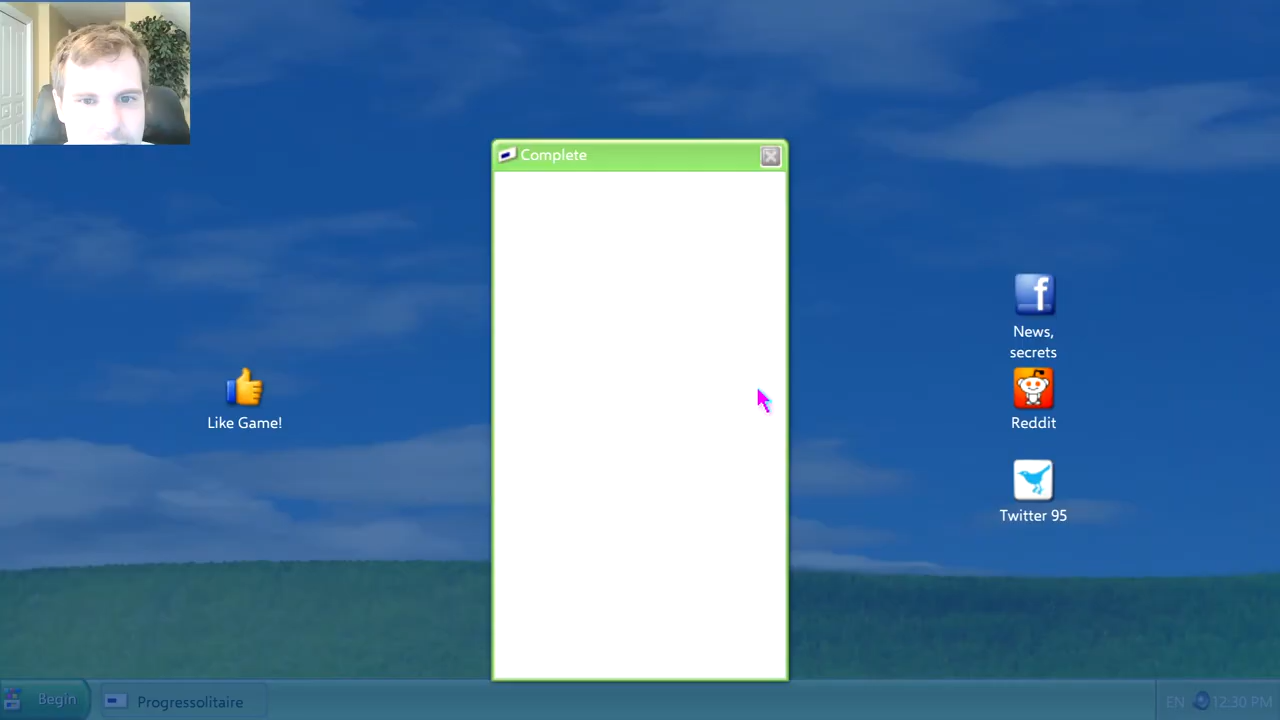 Complete
News,
secrets
Like Game!
Reddit
Twitter 95
Begin
Progressolitaire
EN 12:30 PM